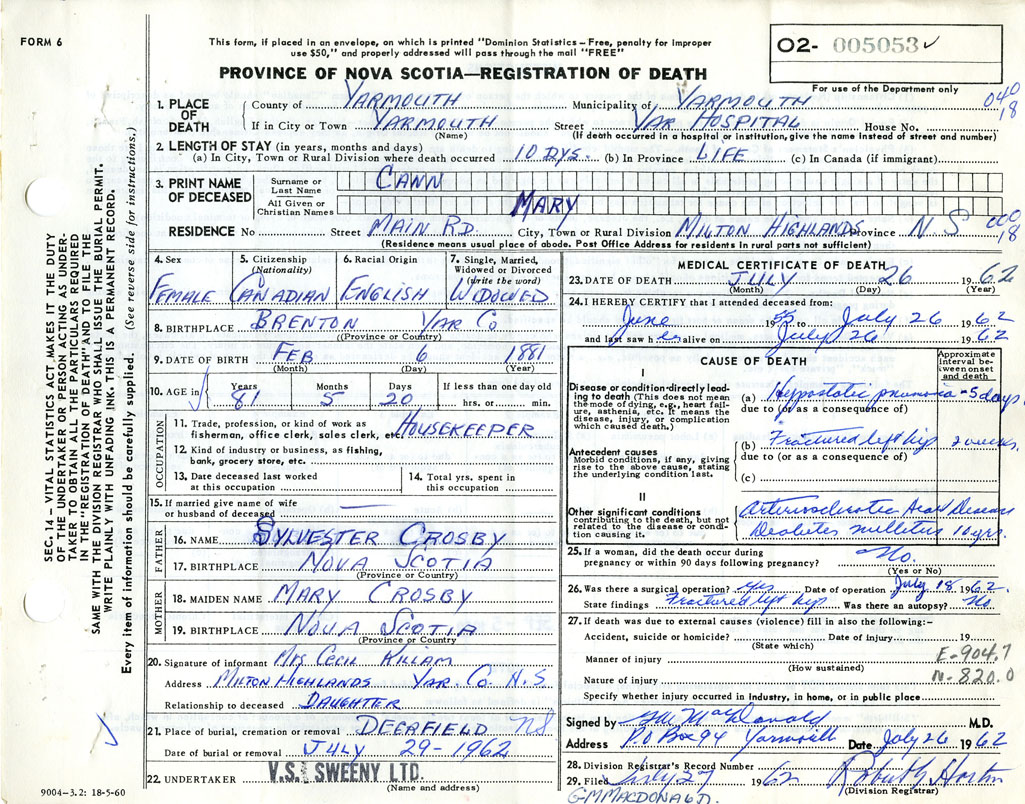 FORM 6
This form, if placed in an envelope, on which is printed "Dominion Statistics – Free, penalty for improper
use $50," and properly addressed will pass through the mail "FREE"
O2- 005053 ✓
For use of the Department only
PROVINCE OF NOVA SCOTIA—REGISTRATION OF DEATH
040
18
1. PLACE OF DEATH
County of YARMOUTH Municipality of YARMOUTH
If in City or Town YARMOUTH Street YAR HOSPITAL House No.
(Name) (If death occurred in a hospital or institution, give the name instead of street and number)
2. LENGTH OF STAY (in years, months and days)
(a) In City, Town or Rural Division where death occurred 10 DYS. (b) In Province LIFE (c) In Canada (if immigrant)
3. PRINT NAME OF DECEASED
Surname or Last Name CANN
All Given or Christian Names MARY
RESIDENCE No Street MAIN RD. City, Town or Rural Division MILTON HIGHLANDS Province N S
000
18
(Residence means usual place of abode. Post Office Address for residents in rural parts not sufficient)
4. Sex FEMALE
5. Citizenship (Nationality) CANADIAN
6. Racial Origin ENGLISH
7. Single, Married, Widowed or Divorced (Write the word) WIDOWED
8. BIRTHPLACE BRENTON YAR Co
(Province or Country)
9. DATE OF BIRTH FEB 6 1881
(Month) (Day) (Year)
10. AGE in Years 81 Months 5 Days 20 If less than one day old
hrs. or min.
OCCUPATION
11. Trade, profession, or kind of work as
fisherman, office clerk, sales clerk, etc. HOUSEKEEPER
12. Kind of industry or business, as fishing,
bank, grocery store, etc.
13. Date deceased last worked
at this occupation
14. Total yrs. spent in
this occupation
15. If married give name of wife
or husband of deceased
FATHER
16. NAME SYLVESTER CROSBY
17. BIRTHPLACE NOVA SCOTIA
(Province or Country)
MOTHER
18. MAIDEN NAME MARY CROSBY
19. BIRTHPLACE NOVA SCOTIA
(Province or Country
20. Signature of informant MRS CECIL KILLAM
Address MILTON HIGHLANDS YAR. Co. N.S
Relationship to deceased DAUGHTER
21. Place of burial, cremation or removal DEERFIELD NS
Date of burial or removal JULY 29-1962
22. UNDERTAKER V.S. SWEENY LTD.
(Name and address)
9004–3.2: 18-5-60
MEDICAL CERTIFICATE OF DEATH
23. DATE OF DEATH JULY 26 1962
(Month) (Day) (Year)
24. I HEREBY CERTIFY that I attended deceased from:
June 1955 to July 26 1962
and last saw her alive on July 26 1962
CAUSE OF DEATH
Approximate interval between onset and death
I
Disease or condition directly leading to death (This does not mean
the mode of dying, e.g., heart failure, asthenia, etc. It means the
disease, injury, or complication
which caused death.)
(a) Hypostatic pneumonia - 5 days
due to (or as a consequence of)
Antecedent causes
Morbid conditions, if any, giving
rise to the above cause, stating
the underlying condition last.
(b) Fractured left hip 2 weeks
due to (or as a consequence of)
(c)
II
Other significant conditions
contributing to the death, but not
related to the disease or condition causing it.
Arteriosclerotic Heart Disease
Diabetes mellitus 10 yrs.
25. If a woman, did the death occur during
pregnancy or within 90 days following pregnancy? No.
(Yes or No)
26. Was there a surgical operation? yes Date of operation July 18 1962
State findings Fractured left hip Was there an autopsy? No
27. If death was due to external causes (violence) fill in also the following:–
Accident, suicide or homicide? Date of injury 19
(State which)
Manner of injury E-904.7
(How sustained)
Nature of injury N-820.0
Specify whether injury occurred in industry, in home, or in public place
Signed by GM MacDonald M.D.
Address P.O Box 94 Yarmouth Date July 26 1962
28. Division Registrar's Record Number
29. Filed July 27 1962 Robert H. Horton
(Division Registrar)
GMMACDONALD.
SEC. 14 – VITAL STATISTICS ACT MAKES IT THE DUTY
OF THE UNDERTAKER OR PERSON ACTING AS UNDER-
TAKER TO OBTAIN ALL THE PARTICULARS REQUIRED
IN THE "REGISTRATION OF DEATH" AND TO FILE THE
SAME WITH THE DIVISION REGISTRAR WHO SHALL ISSUE THE BURIAL PERMIT.
WRITE PLAINLY WITH UNFADING INK. THIS IS A PERMANENT RECORD.
Every item of information should be carefully supplied. (See reverse side for instructions.)